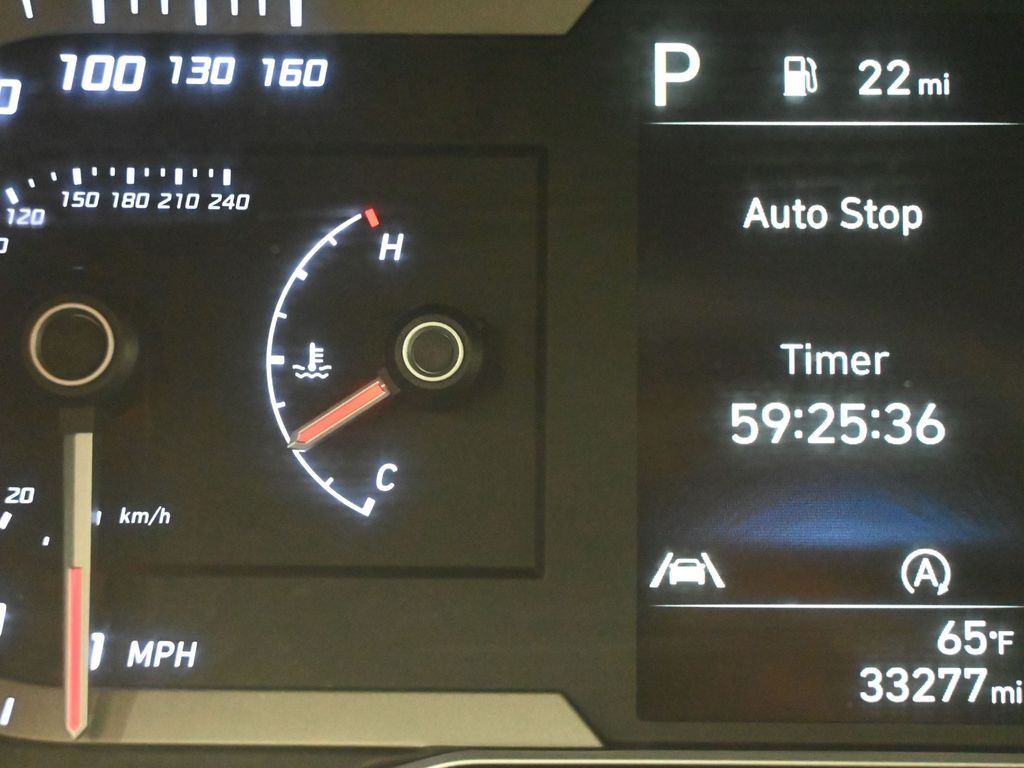 100 130 160
120 150 180 210 240
H
C
20
km/h
MPH
P 22 mi
Auto Stop
Timer
59:25:36
A
65°F
33277 mi